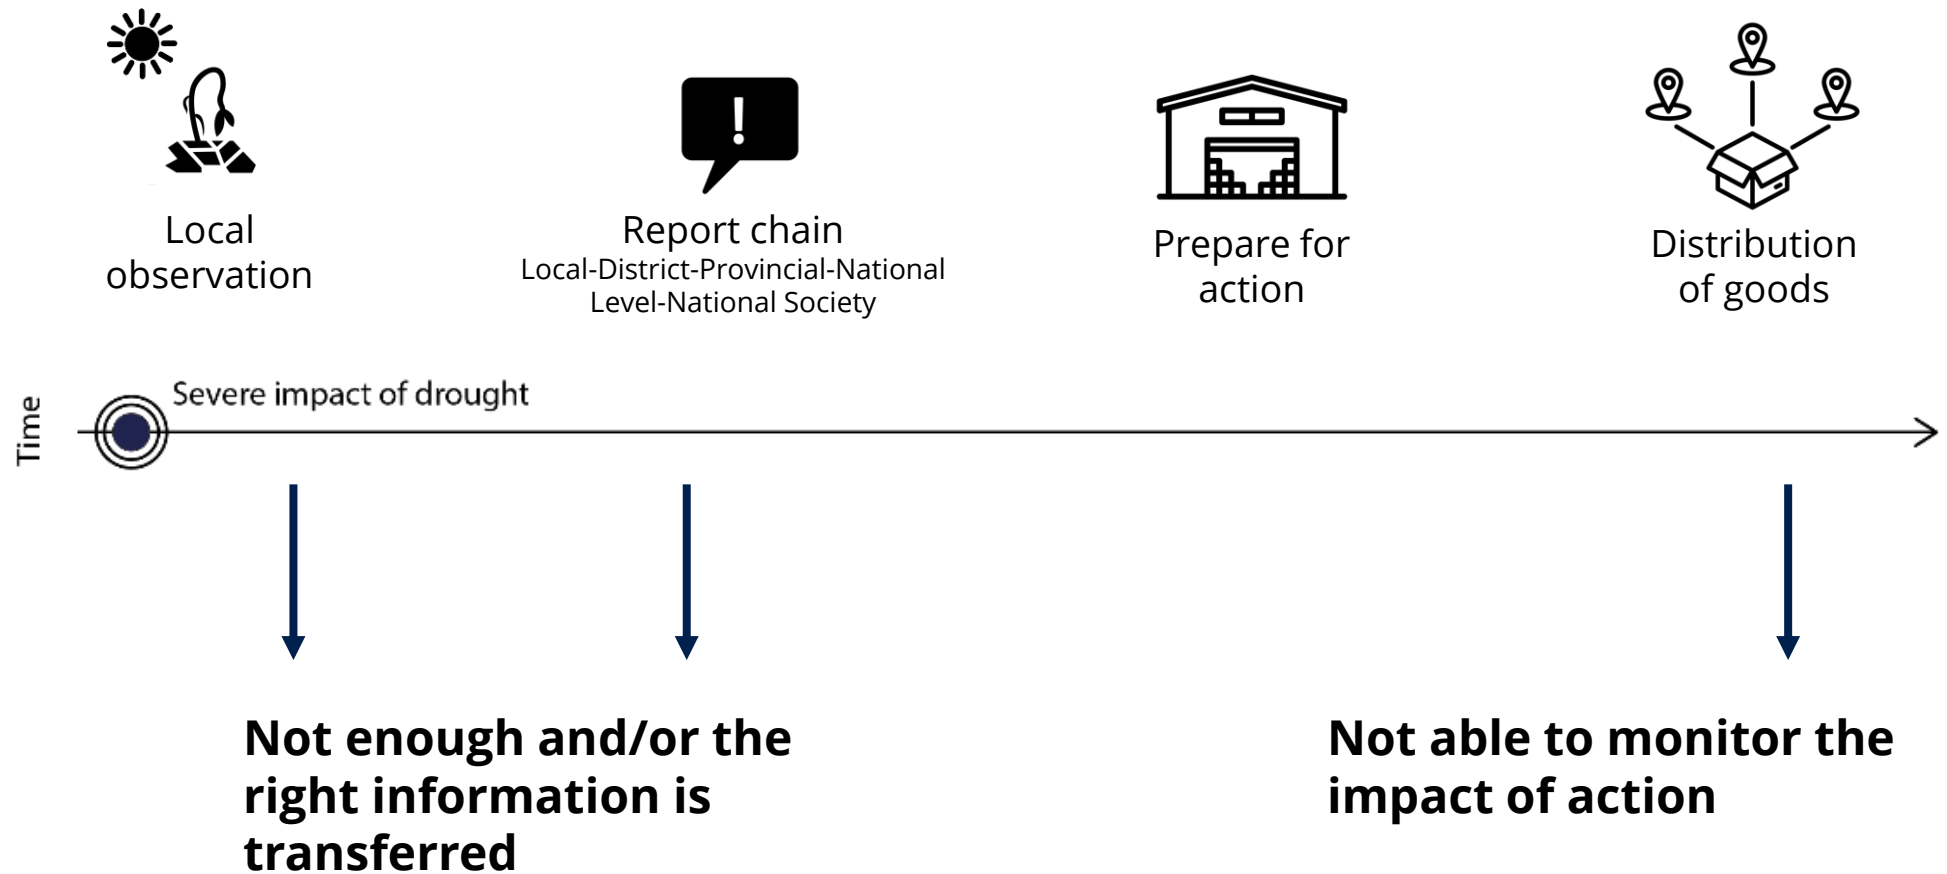 Local
observation
Report chain
Local-District-Provincial-National
Level-National Society
Prepare for
action
Distribution
of goods
Time
Severe impact of drought
Not enough and/or the
right information is
transferred
Not able to monitor the
impact of action